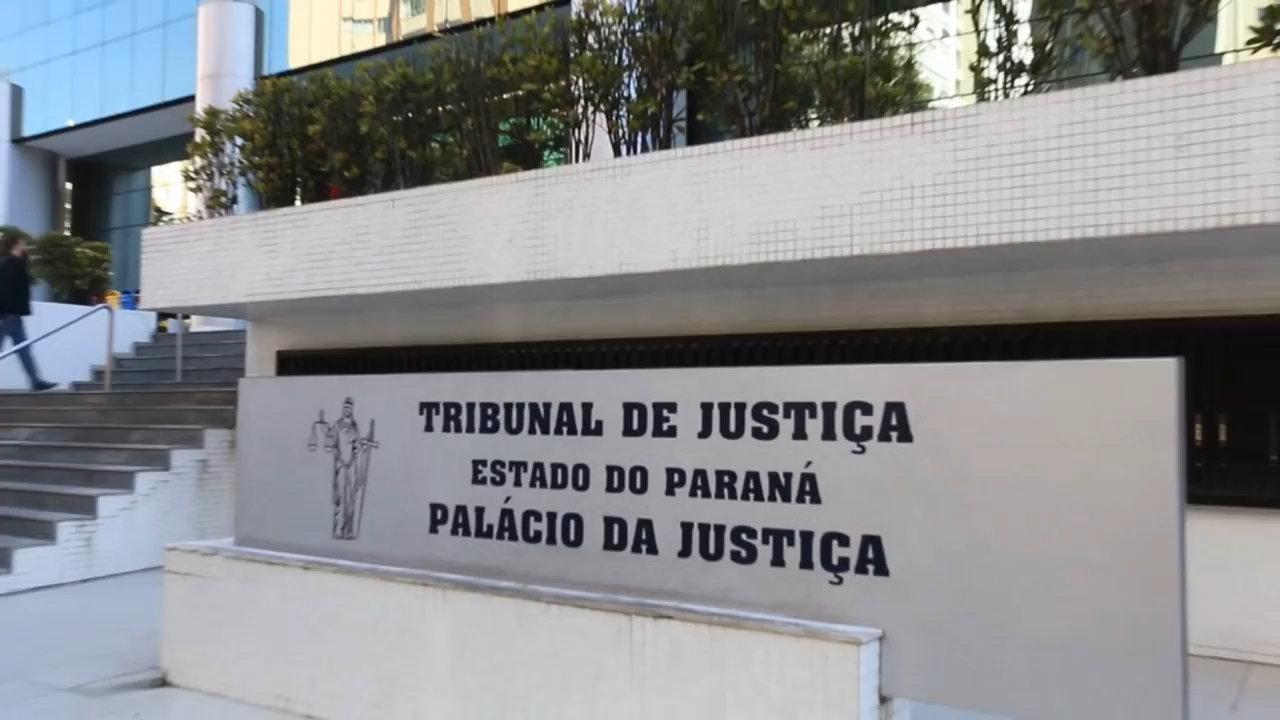 TRIBUNAL DE JUSTIÇA
ESTADO DO PARANÁ
PALÁCIO DA JUSTIÇA